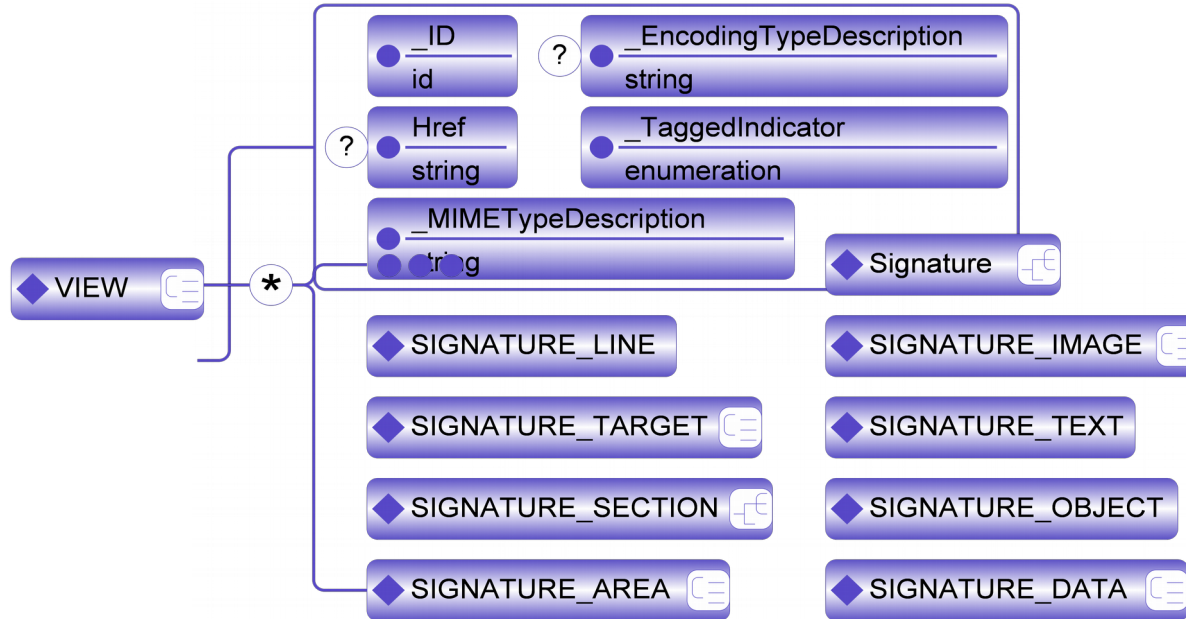 _ID
id
? _EncodingTypeDescription
string
? Href
string
_TaggedIndicator
enumeration
_MIMETypeDescription
string
VIEW
*
Signature
SIGNATURE_LINE
SIGNATURE_IMAGE
SIGNATURE_TARGET
SIGNATURE_TEXT
SIGNATURE_SECTION
SIGNATURE_OBJECT
SIGNATURE_AREA
SIGNATURE_DATA